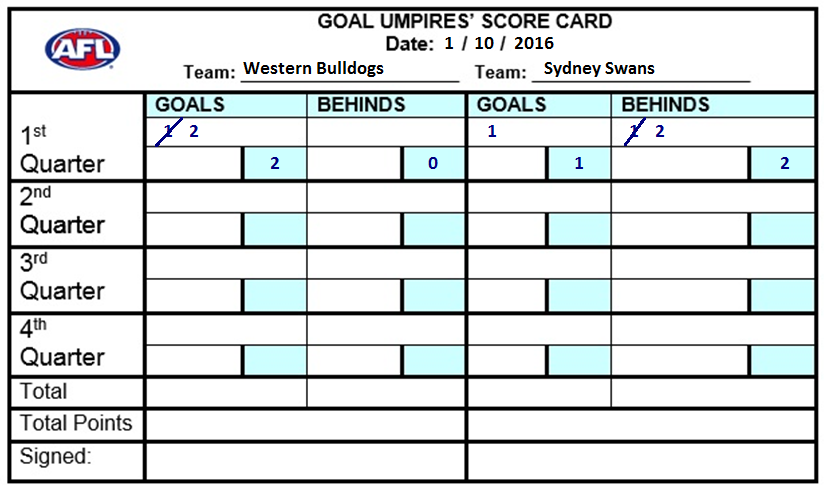 GOAL UMPIRES' SCORE CARD
AFL
Date: 1 / 10 / 2016
Team: Western Bulldogs Team: Sydney Swans
GOALS BEHINDS GOALS BEHINDS
1st 1 2 1 1 2
Quarter 2 0 1 2
2nd
Quarter
3rd
Quarter
4th
Quarter
Total
Total Points
Signed: